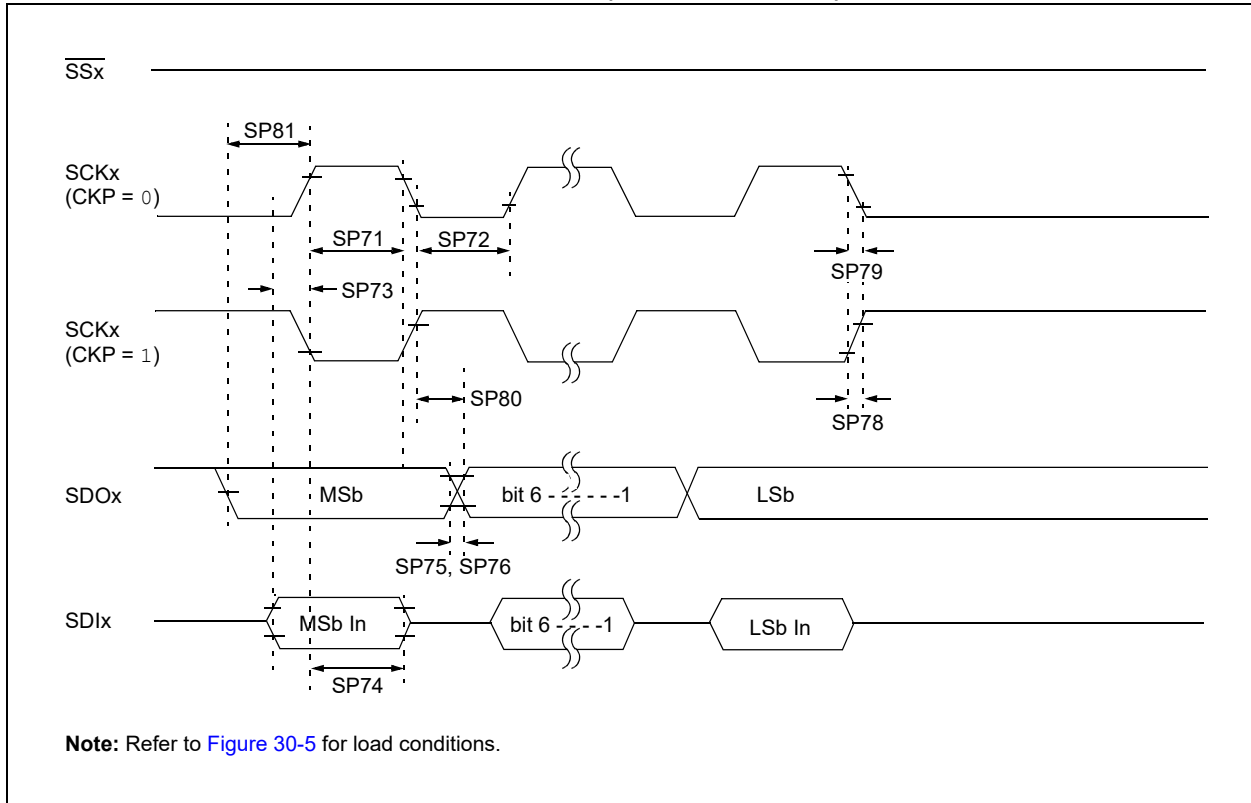 SSx
SP81
SCKx
(CKP = 0)
SP71
SP72
SP79
SP73
SCKx
(CKP = 1)
SP80
SP78
SDOx
MSb
bit 6 - - - - - -1
LSb
SP75, SP76
SDIx
MSb In
bit 6 - - - -1
LSb In
SP74
Note: Refer to Figure 30-5 for load conditions.